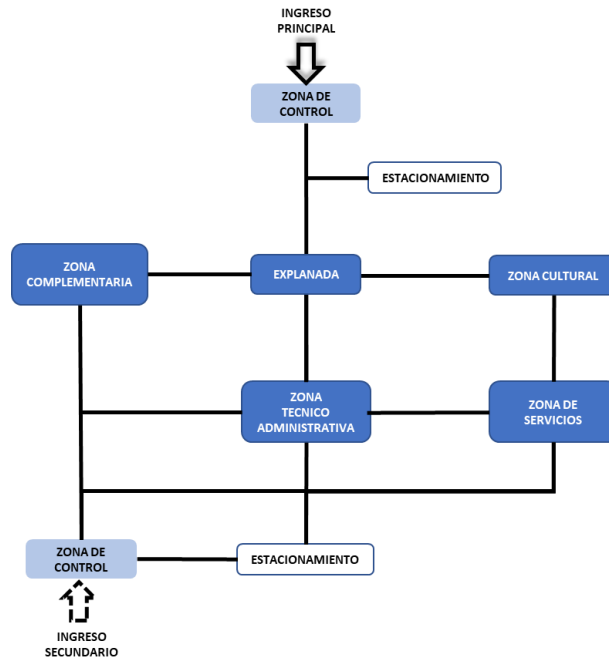 INGRESO
PRINCIPAL
ZONA DE
CONTROL
ESTACIONAMIENTO
ZONA
COMPLEMENTARIA
EXPLANADA
ZONA CULTURAL
ZONA
TECNICO
ADMINISTRATIVA
ZONA DE
SERVICIOS
ZONA DE
CONTROL
ESTACIONAMIENTO
INGRESO
SECUNDARIO